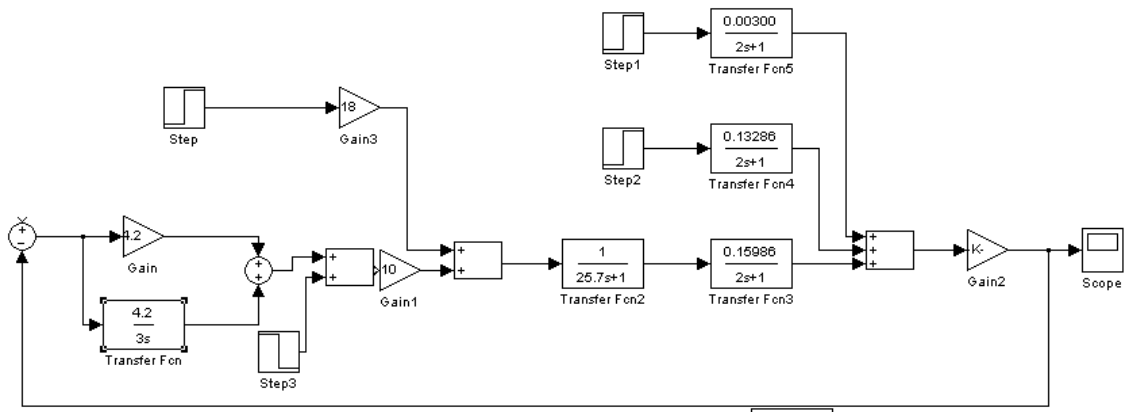 0.00300
2s+1
Step1
Transfer Fcn5
18
Step
Gain3
0.13286
2s+1
Step2
Transfer Fcn4
+
−
4.2
Gain
+
+
+
+
10
Gain1
+
+
1
25.7s+1
Transfer Fcn2
0.15986
2s+1
Transfer Fcn3
+
+
+
K-
Gain2
Scope
4.2
3s
Transfer Fcn
Step3